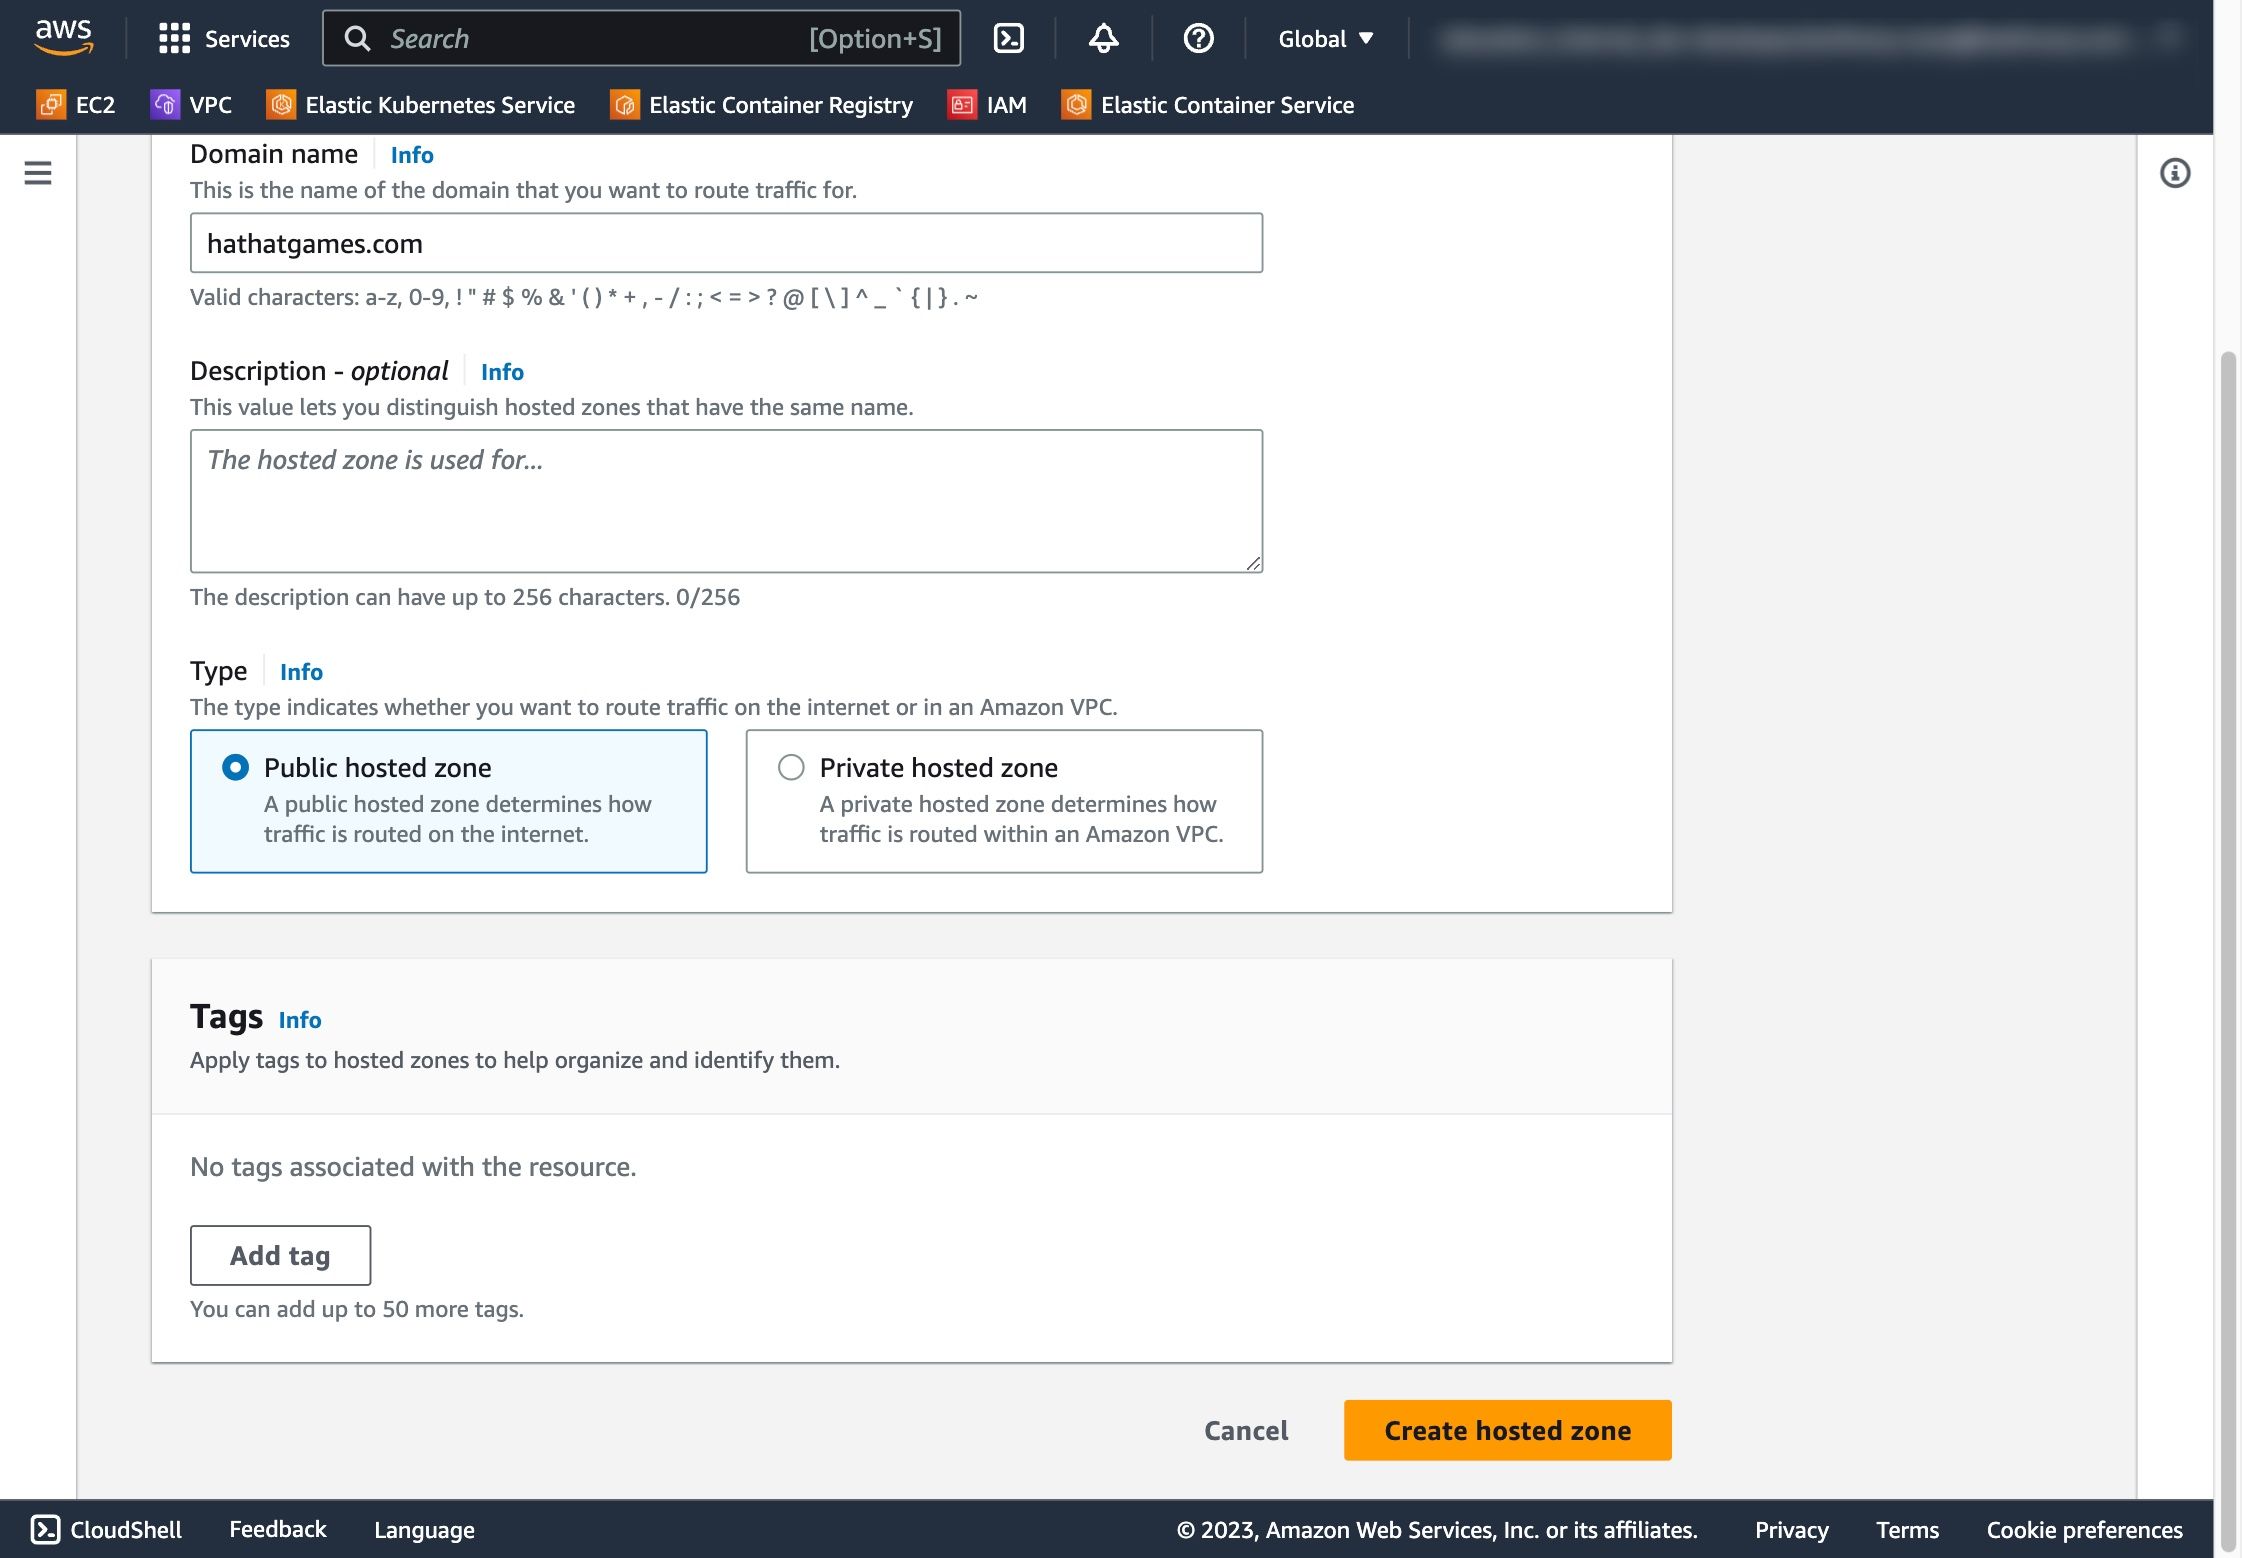 aws Services Search [Option+S] Global
EC2 VPC Elastic Kubernetes Service Elastic Container Registry IAM Elastic Container Service
Domain name Info
This is the name of the domain that you want to route traffic for.
hathatgames.com
Valid characters: a-z, 0-9, ! " # $ % & ' ( ) * + , - / : ; < = > ? @ [ \ ] ^ _ ` { | } . ~
Description - optional Info
This value lets you distinguish hosted zones that have the same name.
The hosted zone is used for...
The description can have up to 256 characters. 0/256
Type Info
The type indicates whether you want to route traffic on the internet or in an Amazon VPC.
Public hosted zone
A public hosted zone determines how
traffic is routed on the internet.
Private hosted zone
A private hosted zone determines how
traffic is routed within an Amazon VPC.
Tags Info
Apply tags to hosted zones to help organize and identify them.
No tags associated with the resource.
Add tag
You can add up to 50 more tags.
Cancel Create hosted zone
CloudShell Feedback Language © 2023, Amazon Web Services, Inc. or its affiliates. Privacy Terms Cookie preferences